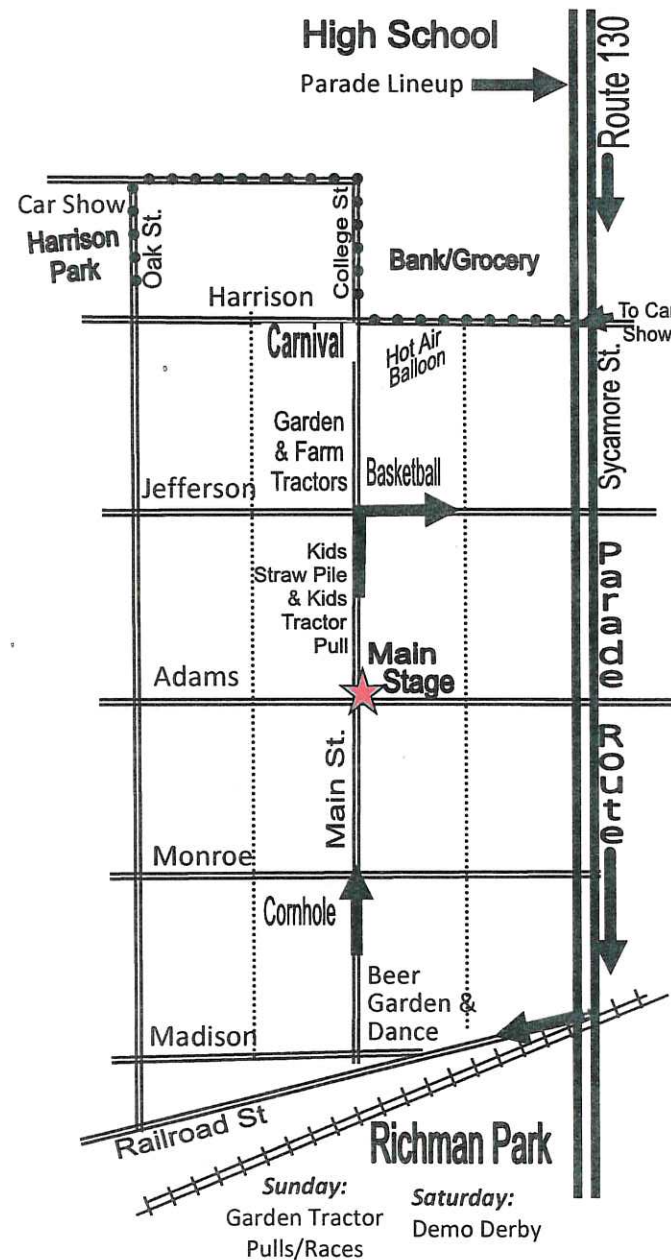 High School
Parade Lineup
Route 130
Car Show
Harrison
Park
Oak St.
College St
Bank/Grocery
Harrison
To Car
Show
Carnival
Hot Air
Balloon
Sycamore St.
Garden
& Farm
Tractors
Basketball
Jefferson
Kids
Straw Pile
& Kids
Tractor
Pull
Parade Route
Main
Stage
Adams
Main St.
Monroe
Cornhole
Beer
Garden &
Dance
Madison
Railroad St
Richman Park
Sunday:
Garden Tractor
Pulls/Races
Saturday:
Demo Derby